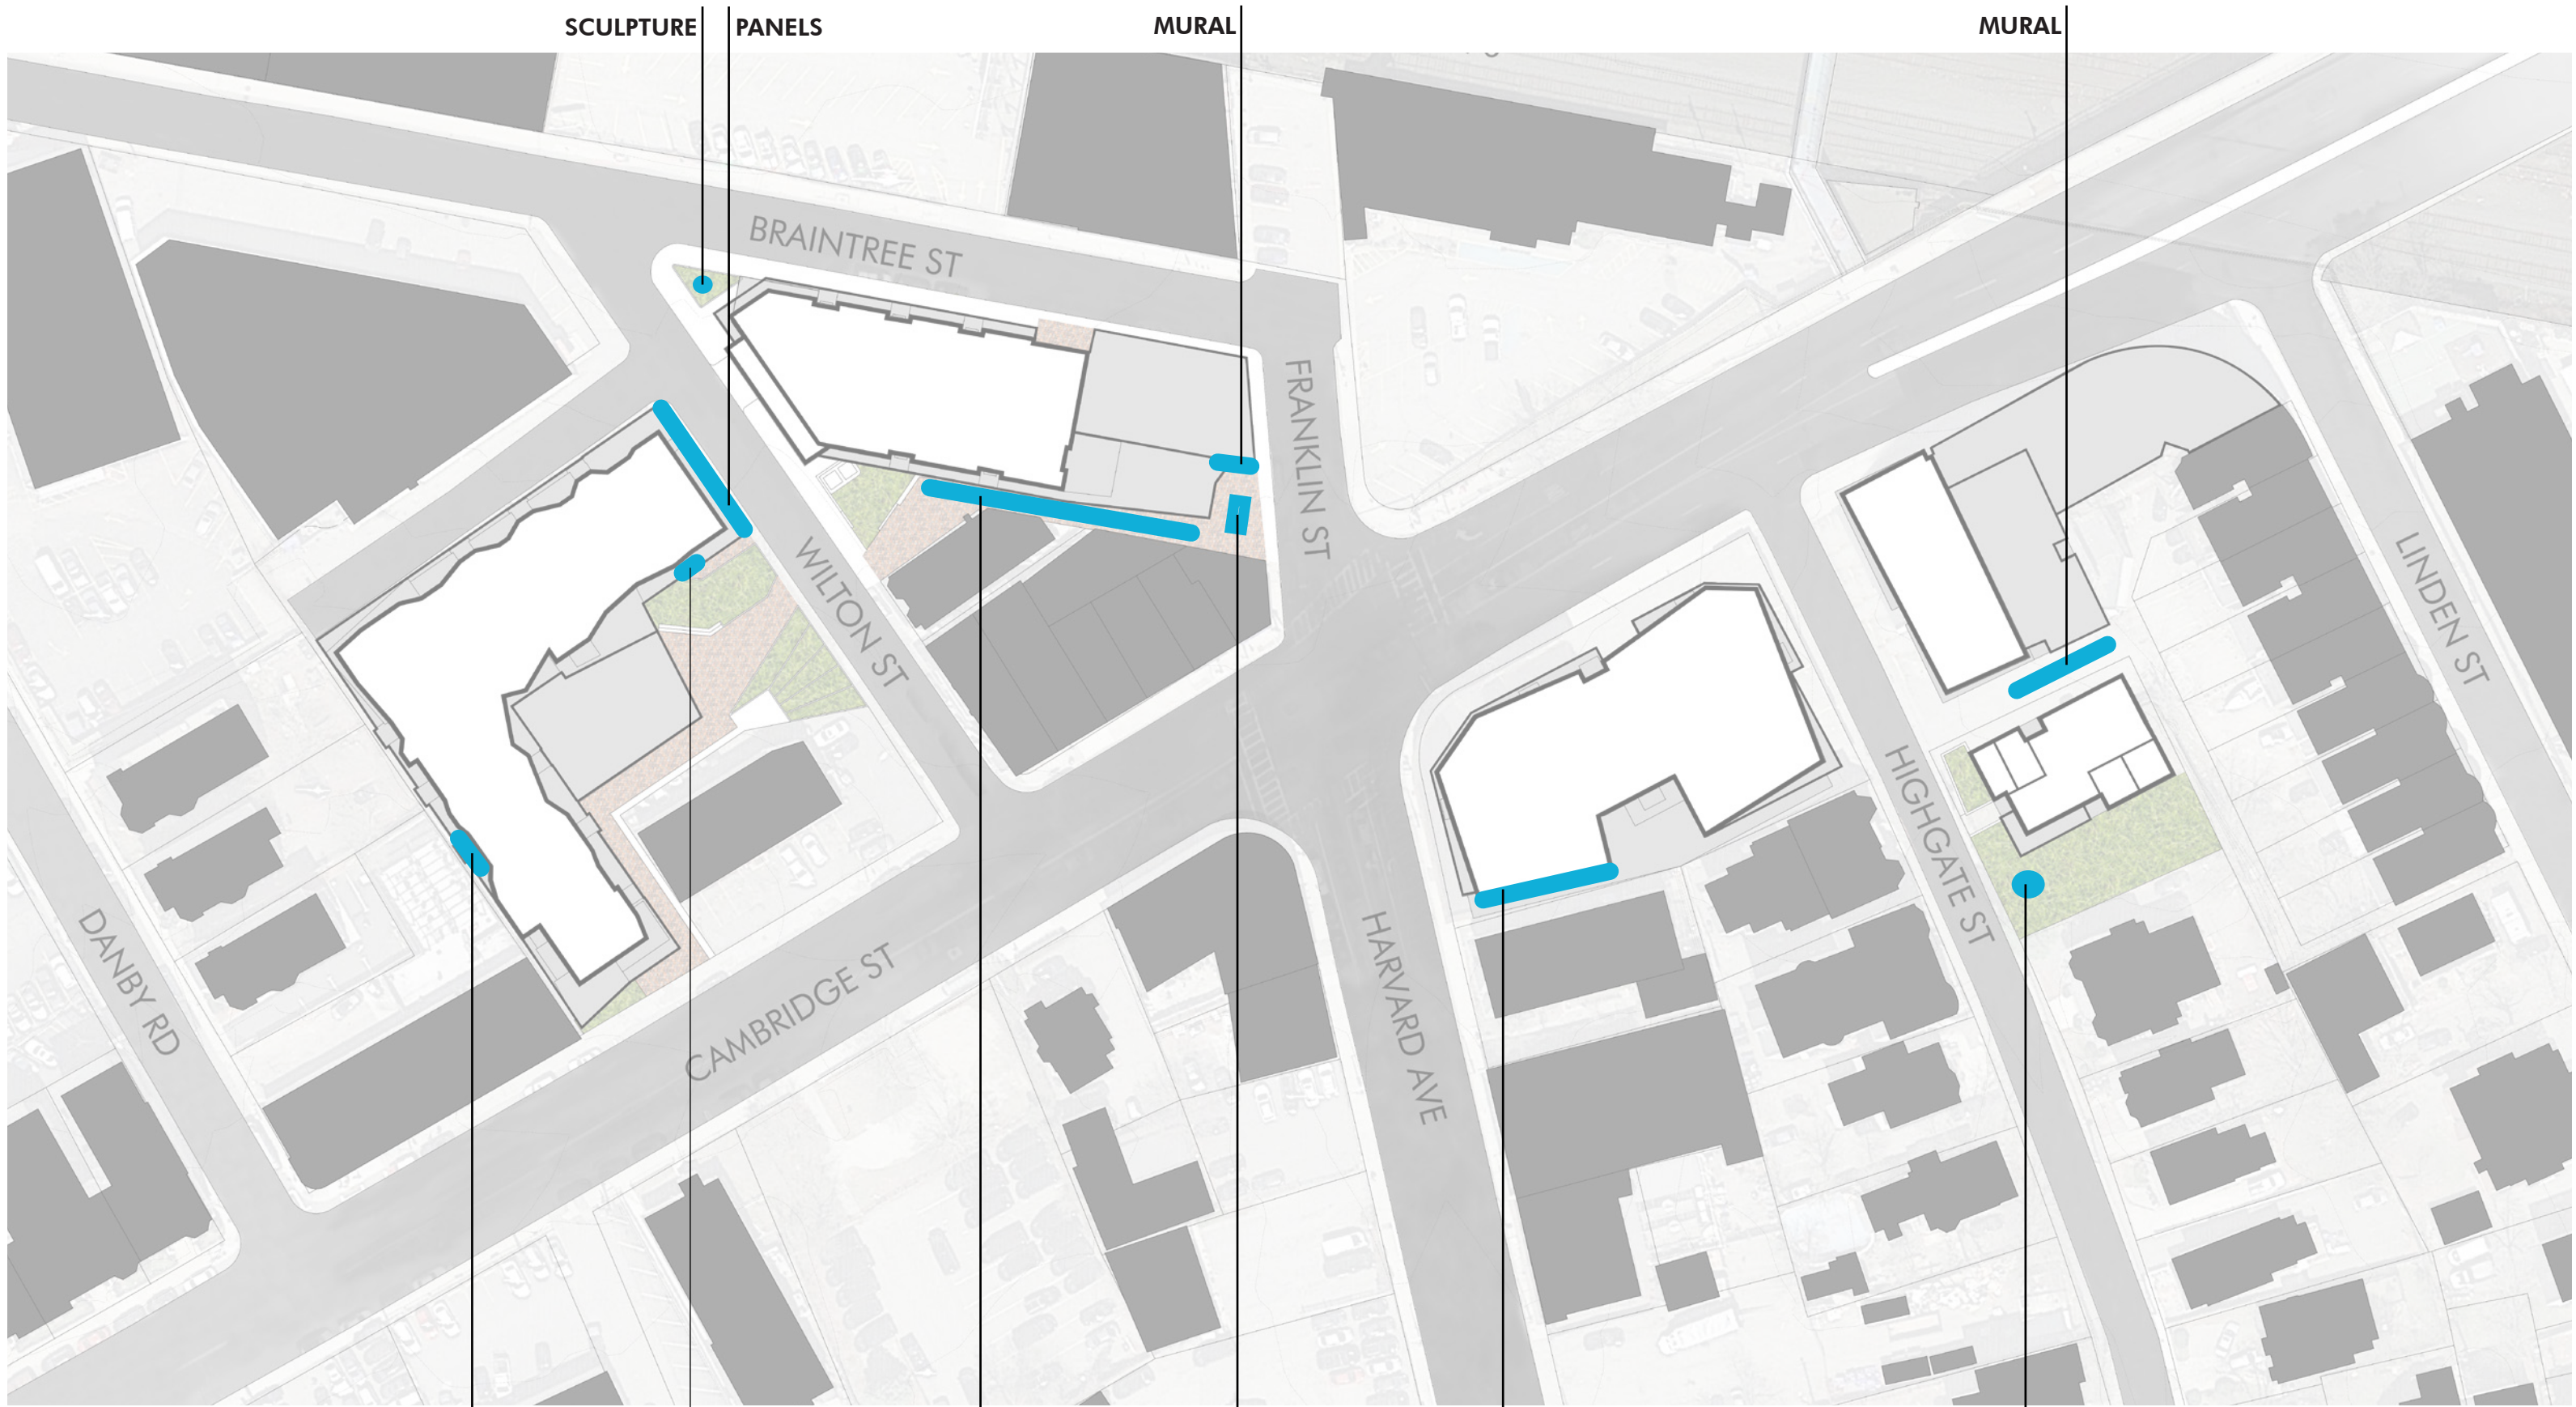 SCULPTURE
PANELS
MURAL
MURAL
BRAINTREE ST
FRANKLIN ST
WILTON ST
LINDEN ST
HIGHGATE ST
DANBY RD
CAMBRIDGE ST
HARVARD AVE